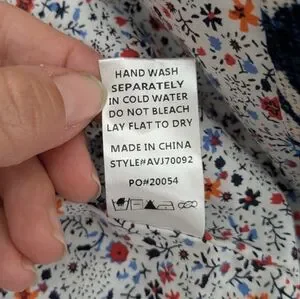 HAND WASH
SEPARATELY
IN COLD WATER
DO NOT BLEACH
LAY FLAT TO DRY
MADE IN CHINA
STYLE#AVJ70092
PO#20054